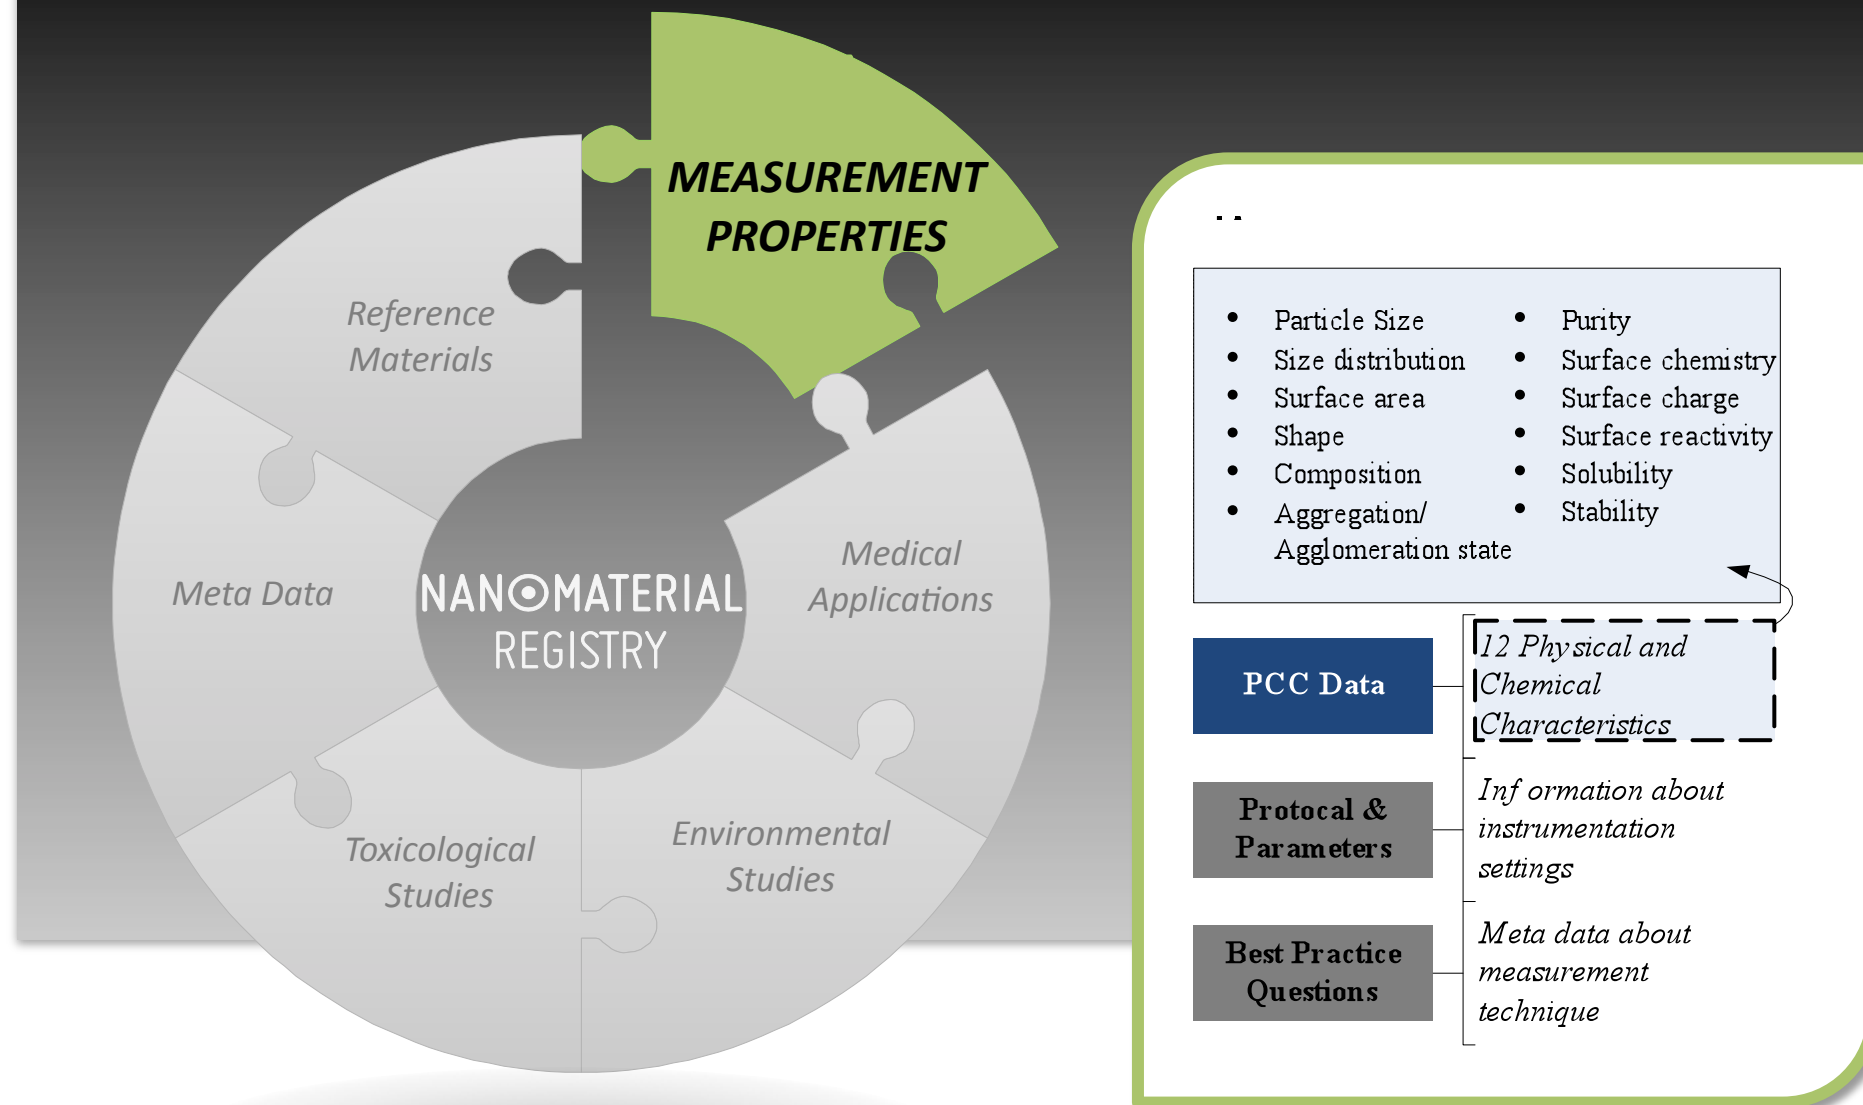 MEASUREMENT
PROPERTIES
Reference
Materials
Meta Data
NANOMATERIAL
REGISTRY
Medical
Applications
Toxicological
Studies
Environmental
Studies
• Particle Size
• Size distribution
• Surface area
• Shape
• Composition
• Aggregation/
Agglomeration state
• Purity
• Surface chemistry
• Surface charge
• Surface reactivity
• Solubility
• Stability
PCC Data
12 Physical and
Chemical
Characteristics
Protocal &
Parameters
Inf ormation about
instrumentation
settings
Best Practice
Questions
Meta data about
measurement
technique